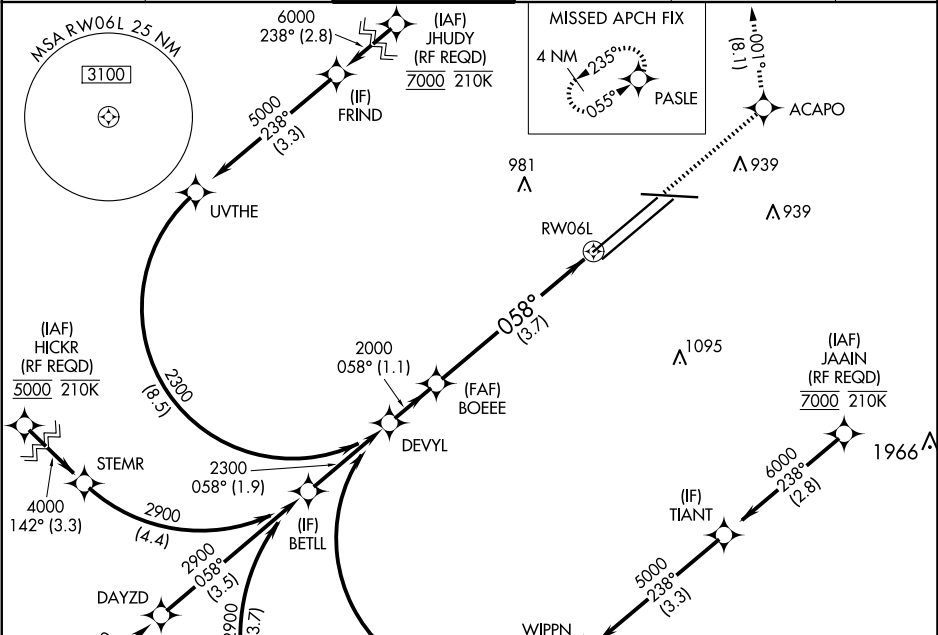 MSA RW06L 25 NM
3100
6000
238° (2.8)
(IAF)
JHUDY
(RF REQD)
7000 210K
(IF)
FRIND
5000
238°
(3.3)
UVTHE
MISSED APCH FIX
4 NM
235°
055°
PASLE
001°
(8.1)
ACAPO
981
939
939
RW06L
058°
(3.7)
1095
2000
058° (1.1)
(FAF)
BOEEE
DEVYL
2300
(8.5)
(IAF)
HICKR
(RF REQD)
5000 210K
STEMR
4000
142° (3.3)
2900
(4.4)
2300
058° (1.9)
(IF)
BETLL
2900
058°
(3.5)
DAYZD
2900
3.7)
(IAF)
JAAIN
(RF REQD)
7000 210K
1966
6000
238°
(2.8)
(IF)
TIANT
5000
238°
(3.3)
WIPPN